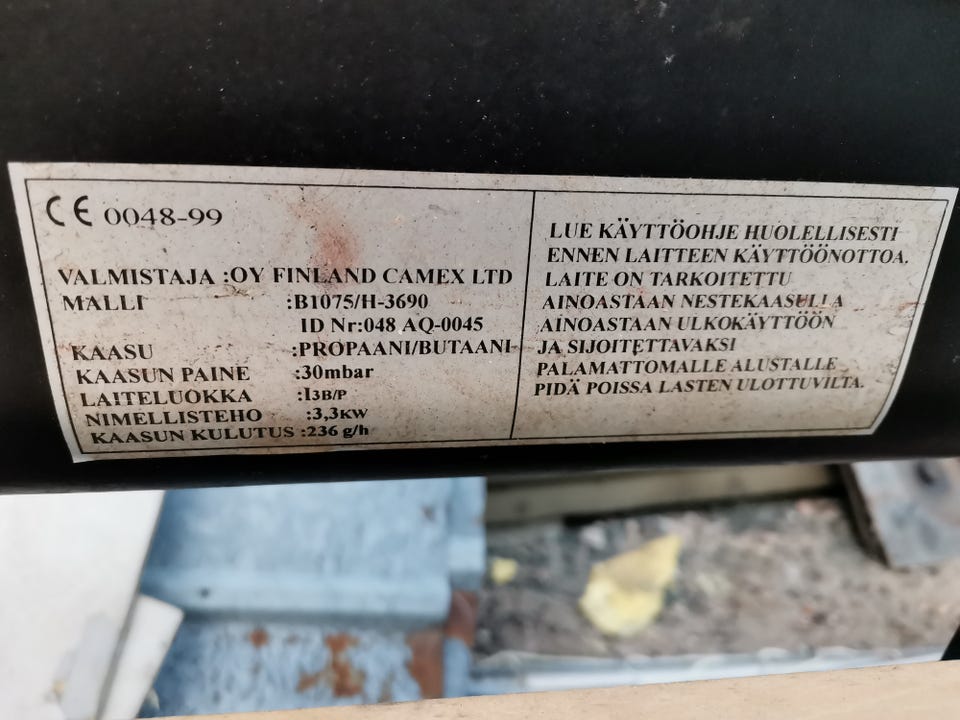 CE 0048-99
VALMISTAJA :OY FINLAND CAMEX LTD
MALLI :B1075/H-3690
ID Nr:048 AQ-0045
KAASU :PROPAANI/BUTAANI
KAASUN PAINE :30mbar
LAITELUOKKA :I3B/P
NIMELLISTEHO :3,3KW
KAASUN KULUTUS :236 g/h
LUE KÄYTTÖOHJE HUOLELLISESTI
ENNEN LAITTEEN KÄYTTÖÖNOTTOA.
LAITE ON TARKOITETTU
AINOASTAAN NESTEKAASULLA
AINOASTAAN ULKOKÄYTTÖÖN
JA SIJOITETTAVAKSI
PALAMATTOMALLE ALUSTALLE
PIDÄ POISSA LASTEN ULOTTUVILTA.